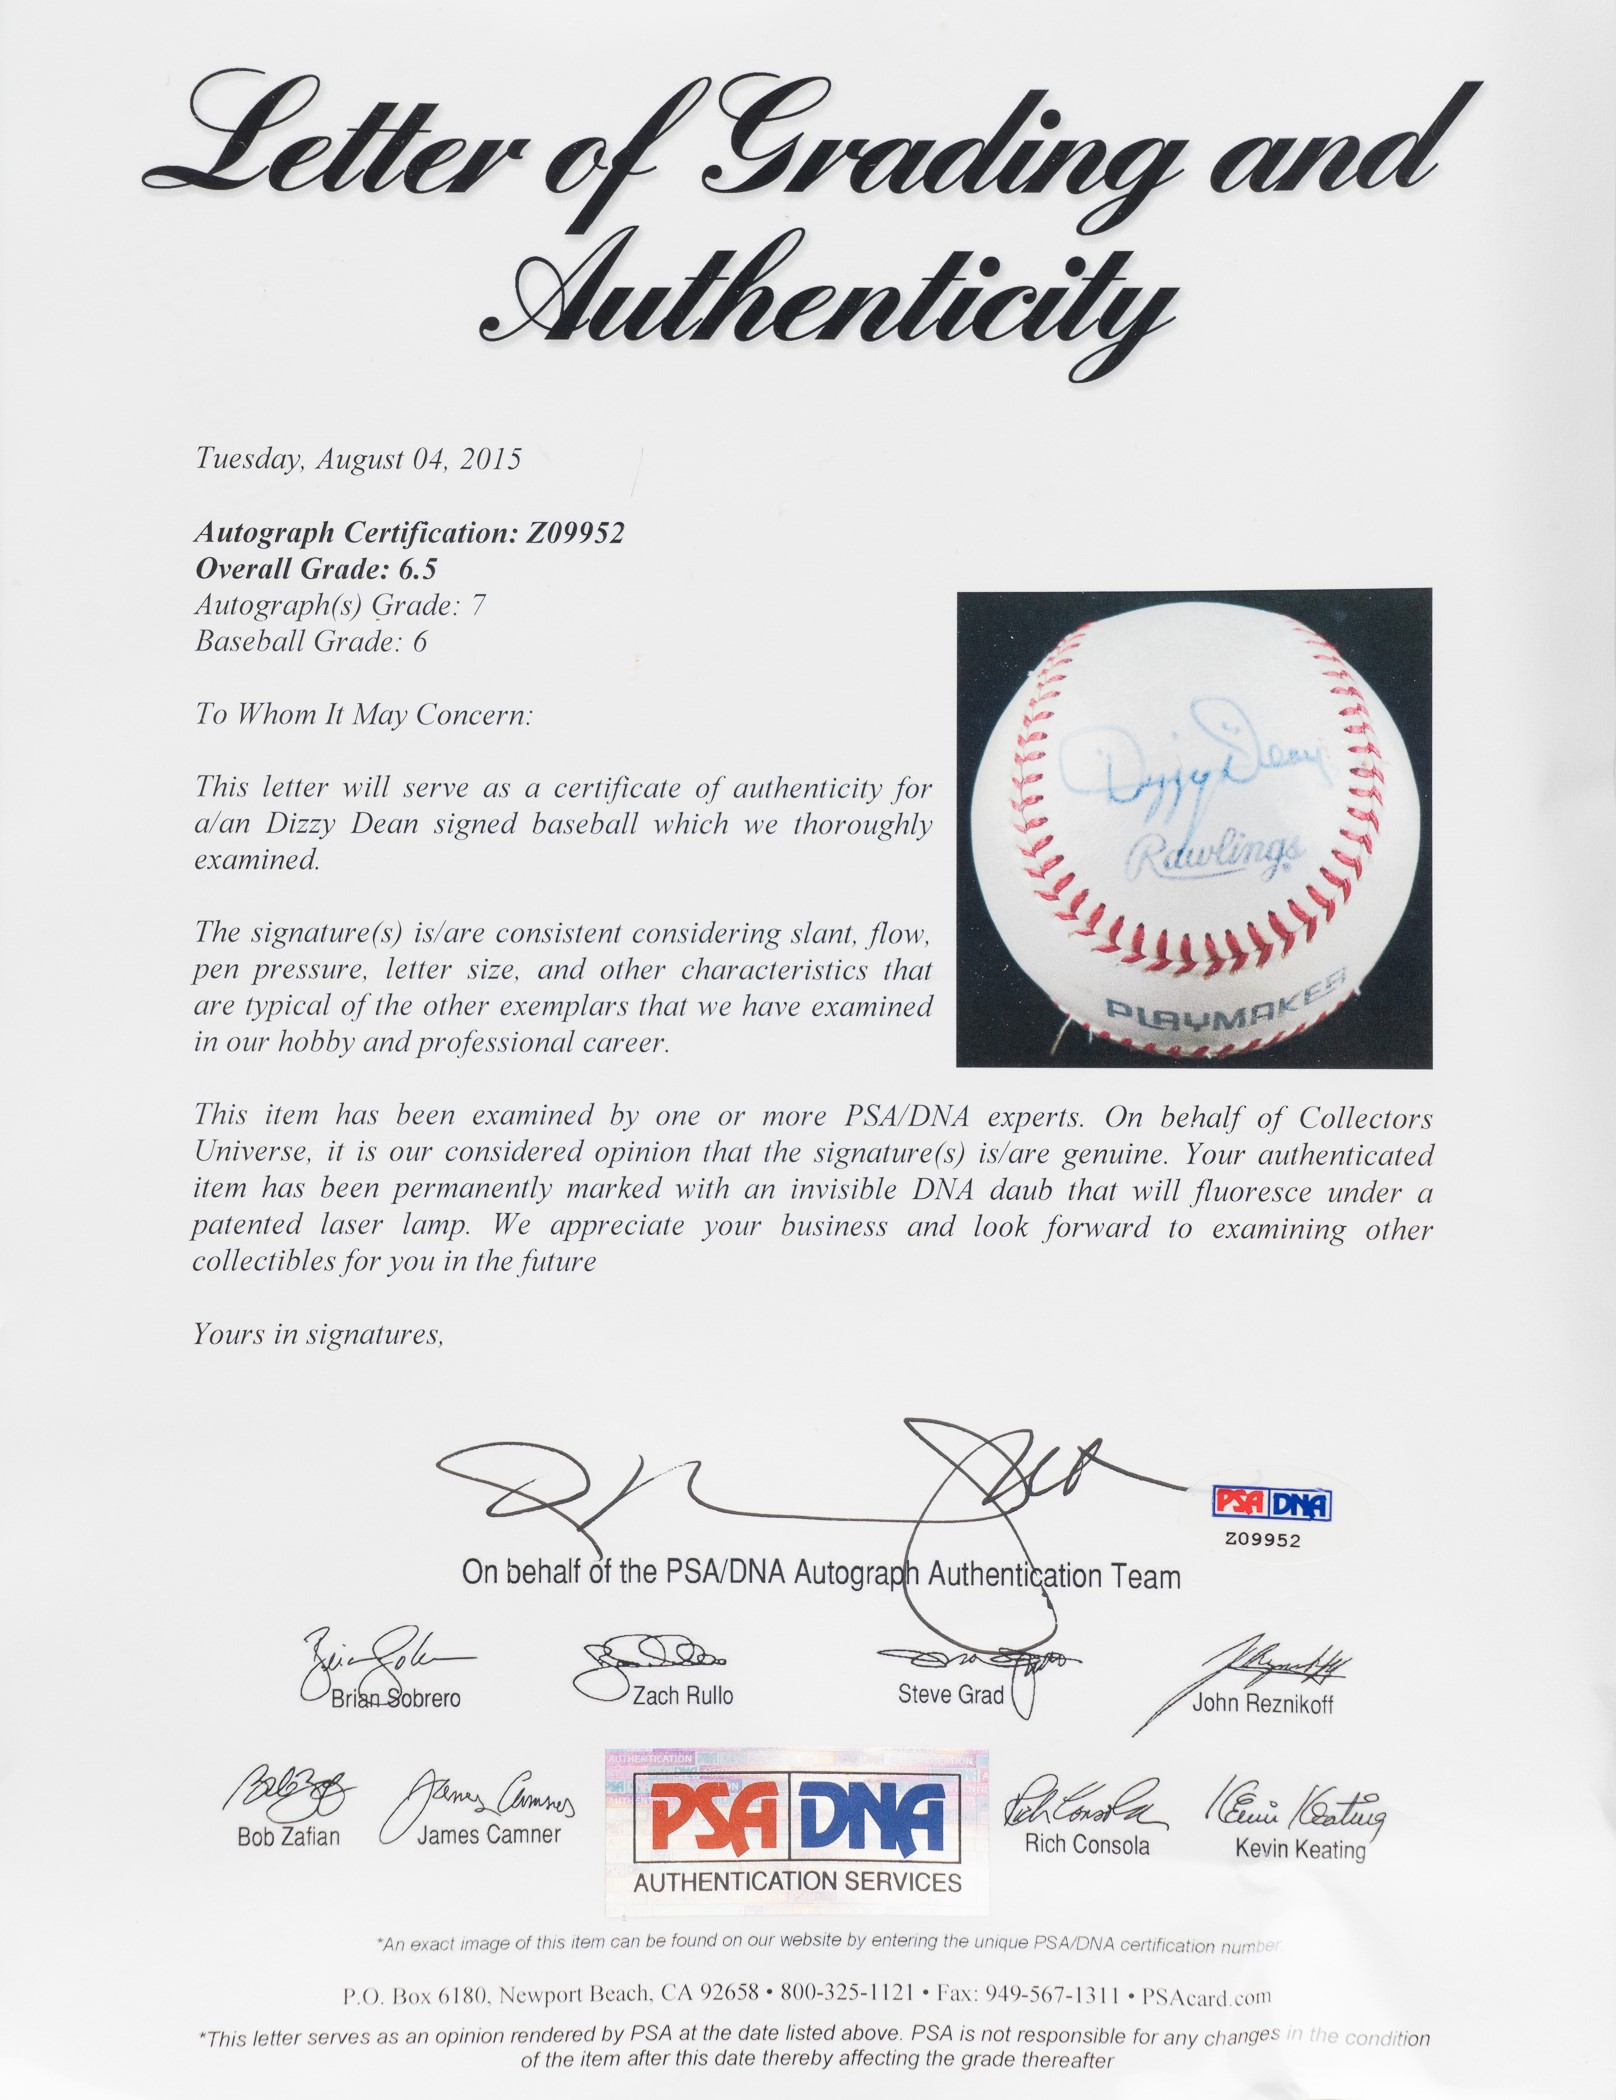 Letter of Grading and
Authenticity
Tuesday, August 04, 2015
Autograph Certification: Z09952
Overall Grade: 6.5
Autograph(s) Grade: 7
Baseball Grade: 6
To Whom It May Concern:
This letter will serve as a certificate of authenticity for
a/an Dizzy Dean signed baseball which we thoroughly
examined.
The signature(s) is/are consistent considering slant, flow,
pen pressure, letter size, and other characteristics that
are typical of the other exemplars that we have examined
in our hobby and professional career.
Dizzy Dean
Rawlings
PLAYMAKER
This item has been examined by one or more PSA/DNA experts. On behalf of Collectors
Universe, it is our considered opinion that the signature(s) is/are genuine. Your authenticated
item has been permanently marked with an invisible DNA daub that will fluoresce under a
patented laser lamp. We appreciate your business and look forward to examining other
collectibles for you in the future
Yours in signatures,
PSA DNA
Z09952
On behalf of the PSA/DNA Autograph Authentication Team
Brian Sobrero Zach Rullo Steve Grad John Reznikoff
James Camner Rich Consola Kevin Keating
Bob Zafian James Camner Rich Consola Kevin Keating
AUTHENTICATION
PSA DNA
AUTHENTICATION SERVICES
*An exact image of this item can be found on our website by entering the unique PSA/DNA certification number
P.O. Box 6180, Newport Beach, CA 92658 • 800-325-1121 • Fax: 949-567-1311 • PSAcard.com
*This letter serves as an opinion rendered by PSA at the date listed above. PSA is not responsible for any changes in the condition
of the item after this date thereby affecting the grade thereafter